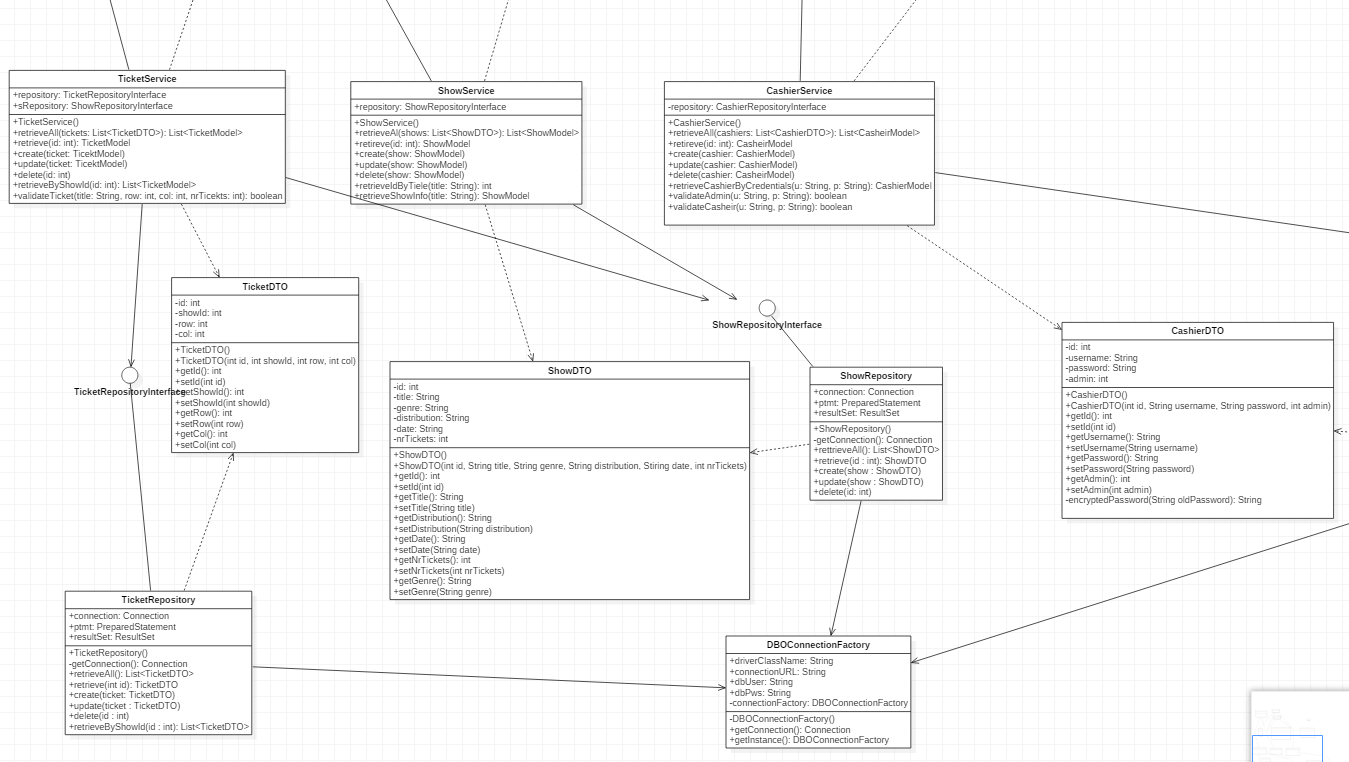 TicketService
+repository: TicketRepositoryInterface
+sRepository: ShowRepositoryInterface
+TicketService()
+retrieveAll(tickets: List<TicketDTO>): List<TicketModel>
+retrieve(id: int): TicketModel
+create(ticket: TicektModel)
+update(ticket: TicektModel)
+delete(id: int)
+retrieveByShowId(id: int): List<TicketModel>
+validateTicket(title: String, row: int, col: int, nrTicekts: int): boolean
ShowService
+repository: ShowRepositoryInterface
+ShowService()
+retrieveAl(shows: List<ShowDTO>): List<ShowModel>
+retireve(id: int): ShowModel
+create(show: ShowModel)
+update(show: ShowModel)
+delete(show: ShowModel)
+retrieveIdByTiele(title: String): int
+retrieveShowInfo(title: String): ShowModel
CashierService
-repository: CashierRepositoryInterface
+CashierService()
+retrieveAll(cashiers: List<CashierDTO>): List<CasheirModel>
+retireve(id: int): CasheirModel
+create(cashier: CashierModel)
+update(cashier: CashierModel)
+delete(cashier: CashierModel)
+retrieveCashierByCredentials(u: String, p: String): CashierModel
+validateAdmin(u: String, p: String): boolean
+validateCasheir(u: String, p: String): boolean
TicketDTO
-id: int
-showId: int
-row: int
-col: int
+TicketDTO()
+TicketDTO(int id, int showId, int row, int col)
+getId(): int
+setId(int id)
+getShowId(): int
+setShowId(int showId)
+getRow(): int
+setRow(int row)
+getCol(): int
+setCol(int col)
TicketRepositoryInterface
ShowRepositoryInterface
ShowDTO
-id: int
-title: String
-genre: String
-distribution: String
-date: String
-nrTickets: int
+ShowDTO()
+ShowDTO(int id, String title, String genre, String distribution, String date, int nrTickets)
+getId(): int
+setId(int id)
+getTitle(): String
+setTitle(String title)
+getDistribution(): String
+setDistribution(String distribution)
+getDate(): String
+setDate(String date)
+getNrTickets(): int
+setNrTickets(int nrTickets)
+getGenre(): String
+setGenre(String genre)
ShowRepository
+connection: Connection
+ptmt: PreparedStatement
+resultSet: ResultSet
+ShowRepository()
-getConnection(): Connection
+rettrieveAll(): List<ShowDTO>
+retrieve(id : int): ShowDTO
+create(show : ShowDTO)
+update(show : ShowDTO)
+delete(id: int)
CashierDTO
-id: int
-username: String
-password: String
-admin: int
+CashierDTO()
+CashierDTO(int id, String username, String password, int admin)
+getId(): int
+setId(int id)
+getUsername(): String
+setUsername(String username)
+getPassword(): String
+setPassword(String password)
+getAdmin(): int
+setAdmin(int admin)
-encryptedPassword(String oldPassword): String
TicketRepository
+connection: Connection
+ptmt: PreparedStatement
+resultSet: ResultSet
+TicketRepository()
-getConnection(): Connection
+retrieveAll(): List<TicketDTO>
+retrieve(int id): TicketDTO
+create(ticket: TicketDTO)
+update(ticket : TicketDTO)
+delete(id : int)
+retrieveByShowId(id : int): List<TicketDTO>
DBOConnectionFactory
+driverClassName: String
+connectionURL: String
+dbUser: String
+dbPws: String
-connectionFactory: DBOConnectionFactory
-DBOConnectionFactory()
+getConnection(): Connection
+getInstance(): DBOConnectionFactory